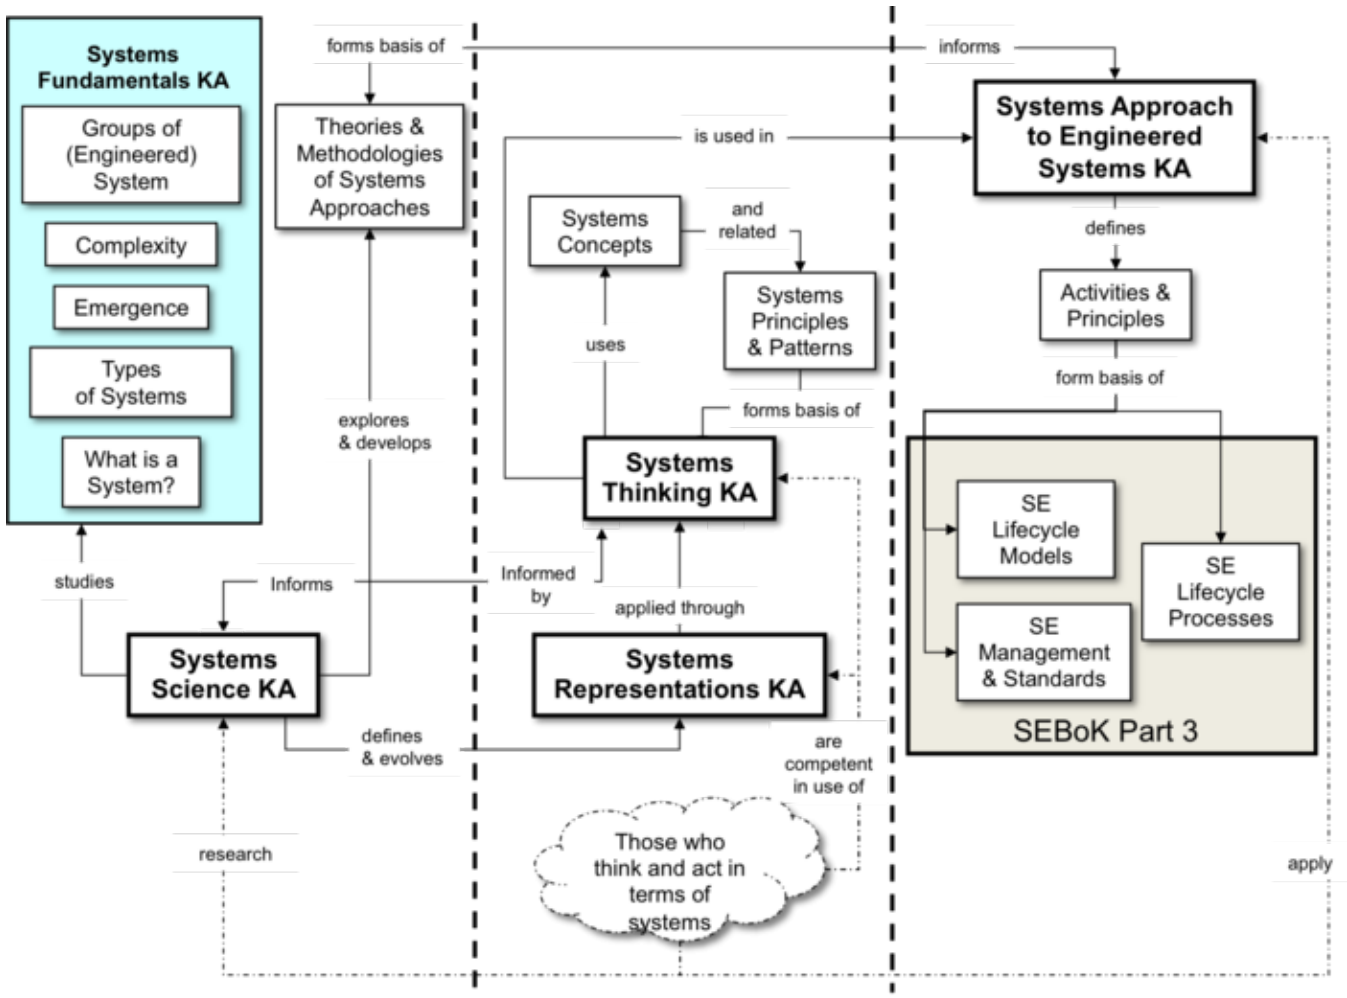 Systems
Fundamentals KA
Groups of
(Engineered)
System
Complexity
Emergence
Types
of Systems
What is a
System?
studies
forms basis of
Theories &
Methodologies
of Systems
Approaches
explores
& develops
Informs
Systems
Science KA
defines
& evolves
research
is used in
Systems
Concepts
and
related
Systems
Principles
& Patterns
uses
forms basis of
Systems
Thinking KA
Informed
by
applied through
Systems
Representations KA
are
competent
in use of
Those who
think and act in
terms of
systems
informs
Systems Approach
to Engineered
Systems KA
defines
Activities &
Principles
form basis of
SE
Lifecycle
Models
SE
Lifecycle
Processes
SE
Management
& Standards
SEBoK Part 3
apply